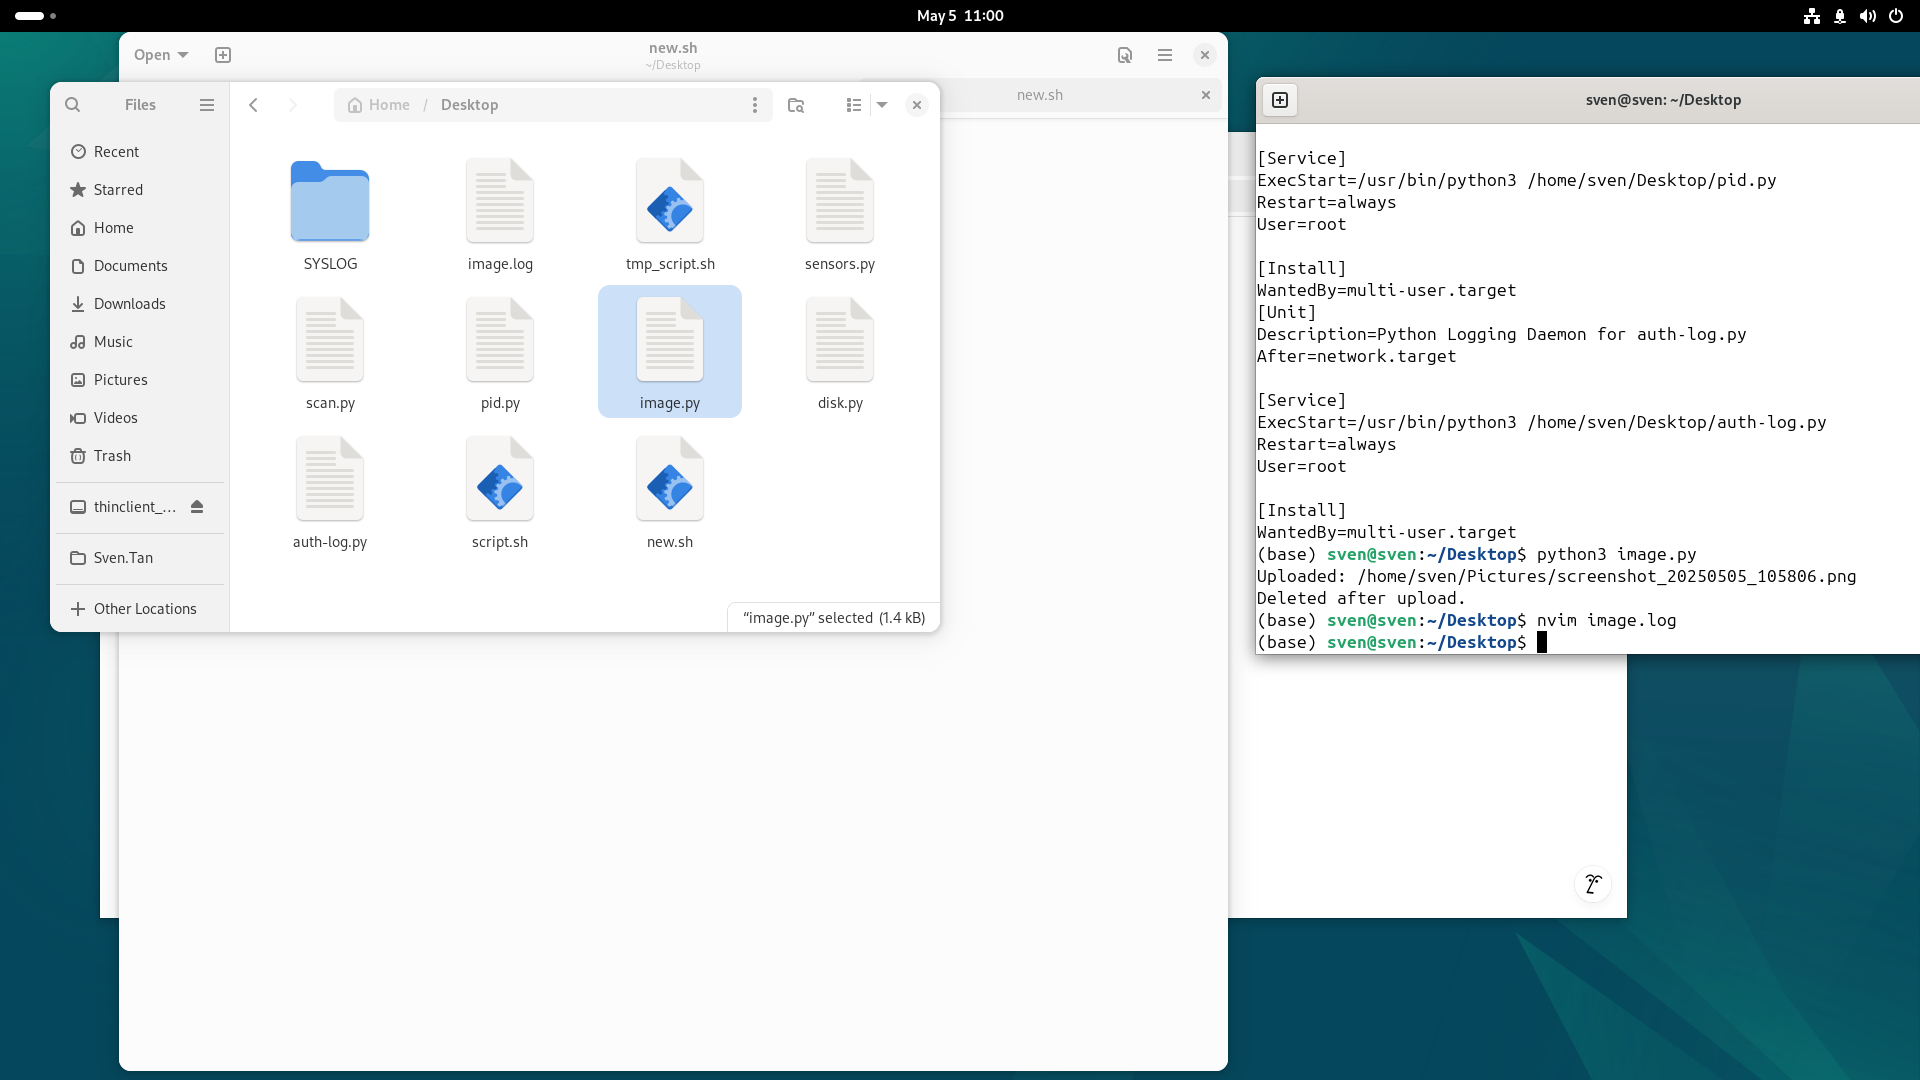 May 5 11:00
Open
new.sh
~/Desktop
new.sh
Files
Home / Desktop
Recent
Starred
Home
Documents
Downloads
Music
Pictures
Videos
Trash
thinclient_...
Sven.Tan
Other Locations
SYSLOG
image.log
tmp_script.sh
sensors.py
scan.py
pid.py
image.py
disk.py
auth-log.py
script.sh
new.sh
“image.py” selected (1.4 kB)
sven@sven: ~/Desktop
[Service]
ExecStart=/usr/bin/python3 /home/sven/Desktop/pid.py
Restart=always
User=root
[Install]
WantedBy=multi-user.target
[Unit]
Description=Python Logging Daemon for auth-log.py
After=network.target
[Service]
ExecStart=/usr/bin/python3 /home/sven/Desktop/auth-log.py
Restart=always
User=root
[Install]
WantedBy=multi-user.target
(base) sven@sven:~/Desktop$ python3 image.py
Uploaded: /home/sven/Pictures/screenshot_20250505_105806.png
Deleted after upload.
(base) sven@sven:~/Desktop$ nvim image.log
(base) sven@sven:~/Desktop$